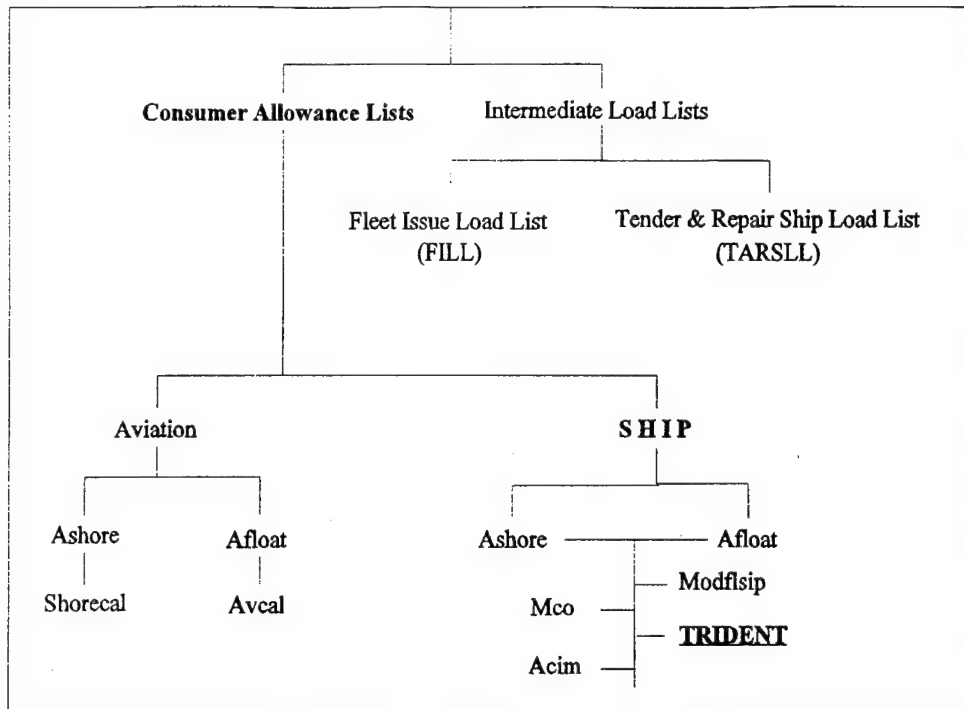 Consumer Allowance Lists
Intermediate Load Lists
Fleet Issue Load List
(FILL)
Tender & Repair Ship Load List
(TARSLL)
Aviation
S H I P
Ashore
Afloat
Ashore
Afloat
Shorecal
Avcal
Modflsip
Mco
TRIDENT
Acim